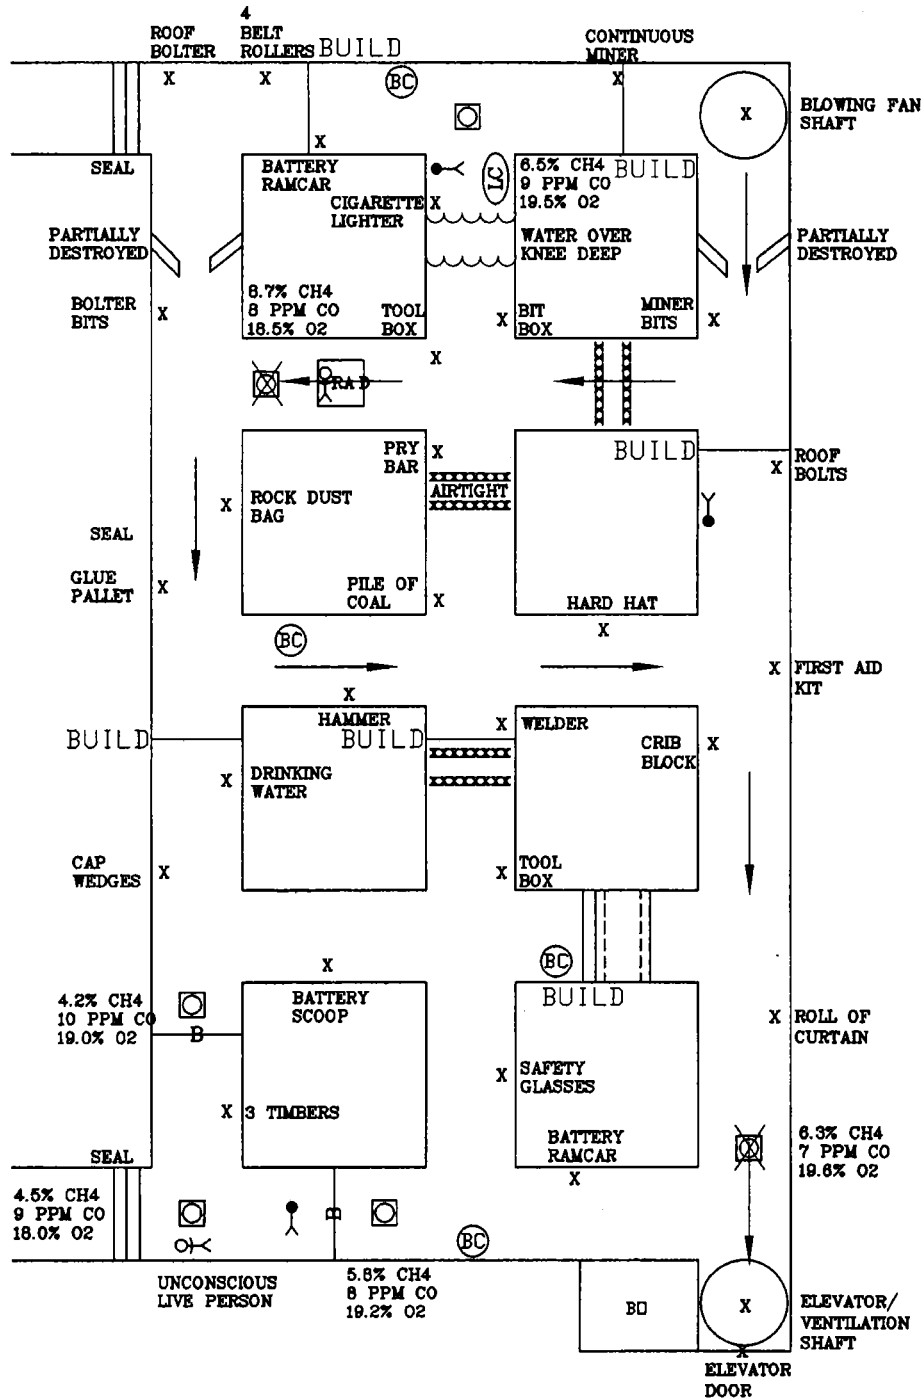 4
ROOF
BOLTER
BELT
ROLLERS
BUILD
CONTINUOUS
MINER
BC
X
X
X
X
BLOWING FAN
SHAFT
X
SEAL
BATTERY
RAMCAR
CIGARETTE X
LIGHTER
LC
6.5% CH4
9 PPM CO
19.5% O2
BUILD
PARTIALLY
DESTROYED
WATER OVER
KNEE DEEP
PARTIALLY
DESTROYED
BOLTER
BITS
X
8.7% CH4
8 PPM CO
18.5% O2
TOOL
BOX
X
X
BIT
BOX
MINER
BITS
X
RAD
PRY
BAR
X
BUILD
X
ROOF
BOLTS
X
ROCK DUST
BAG
AIRTIGHT
SEAL
GLUE
PALLET
X
PILE OF
COAL
X
HARD HAT
X
BC
X
FIRST AID
KIT
X
HAMMER
BUILD
BUILD
X WELDER
CRIB
BLOCK
X
X
DRINKING
WATER
CAP
WEDGES
X
X
TOOL
BOX
X
BC
BATTERY
SCOOP
BUILD
4.2% CH4
10 PPM CO
19.0% O2
B
X
ROLL OF
CURTAIN
X
SAFETY
GLASSES
X
3 TIMBERS
BATTERY
RAMCAR
X
6.3% CH4
7 PPM CO
19.6% O2
SEAL
4.5% CH4
9 PPM CO
18.0% O2
B
BC
UNCONSCIOUS
LIVE PERSON
5.8% CH4
8 PPM CO
19.2% O2
BO
X
ELEVATOR/
VENTILATION
SHAFT
X
ELEVATOR
DOOR